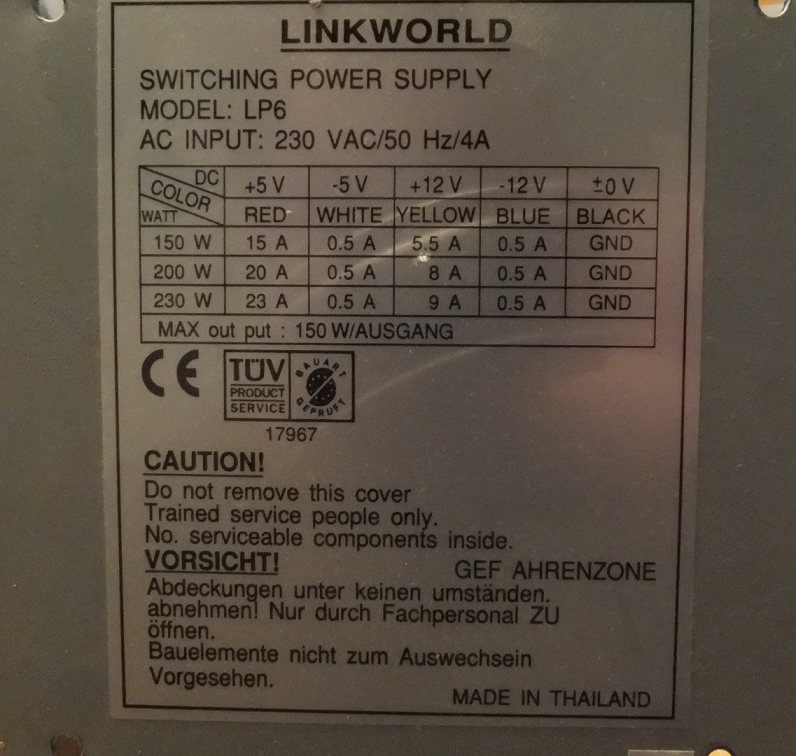 LINKWORLD
SWITCHING POWER SUPPLY
MODEL: LP6
AC INPUT: 230 VAC/50 Hz/4A
DC COLOR WATT +5 V -5 V +12 V -12 V ±0 V
RED WHITE YELLOW BLUE BLACK
150 W 15 A 0.5 A 5.5 A 0.5 A GND
200 W 20 A 0.5 A 8 A 0.5 A GND
230 W 23 A 0.5 A 9 A 0.5 A GND
MAX out put : 150 W/AUSGANG
CE
TÜV
PRODUCT
SERVICE
BAUART
GEPRÜFT
17967
CAUTION!
Do not remove this cover
Trained service people only.
No. serviceable components inside.
VORSICHT!
GEF AHRENZONE
Abdeckungen unter keinen umständen.
abnehmen! Nur durch Fachpersonal ZU
öffnen.
Bauelemente nicht zum Auswechsein
Vorgesehen.
MADE IN THAILAND